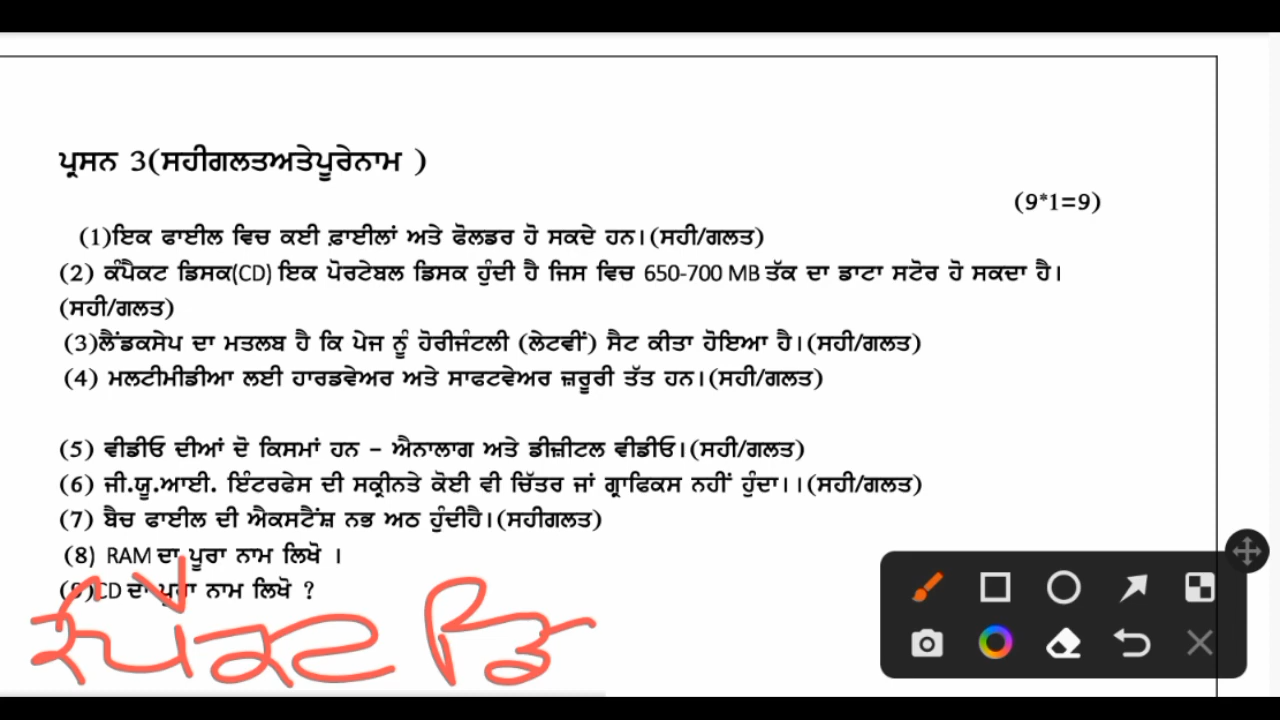 ਪ੍ਰਸਨ 3(ਸਹੀਗਲਤਅਤੇਪੂਰੇਨਾਮ )
(9*1=9)
(1)ਇਕ ਫਾਈਲ ਵਿਚ ਕਈ ਫ਼ਾਈਲਾਂ ਅਤੇ ਫੋਲਡਰ ਹੋ ਸਕਦੇ ਹਨ।(ਸਹੀ/ਗਲਤ)
(2) ਕੰਪੈਕਟ ਡਿਸਕ(CD) ਇਕ ਪੋਰਟੇਬਲ ਡਿਸਕ ਹੁੰਦੀ ਹੈ ਜਿਸ ਵਿਚ 650-700 MB ਤੱਕ ਦਾ ਡਾਟਾ ਸਟੋਰ ਹੋ ਸਕਦਾ ਹੈ।
(ਸਹੀ/ਗਲਤ)
(3)ਲੈਂਡਕਸੇਪ ਦਾ ਮਤਲਬ ਹੈ ਕਿ ਪੇਜ ਨੂੰ ਹੋਰੀਜੰਟਲੀ (ਲੇਟਵੀਂ) ਸੈਟ ਕੀਤਾ ਹੋਇਆ ਹੈ।(ਸਹੀ/ਗਲਤ)
(4) ਮਲਟੀਮੀਡੀਆ ਲਈ ਹਾਰਡਵੇਅਰ ਅਤੇ ਸਾਫਟਵੇਅਰ ਜ਼ਰੂਰੀ ਤੱਤ ਹਨ।(ਸਹੀ/ਗਲਤ)
(5) ਵੀਡੀਓ ਦੀਆਂ ਦੋ ਕਿਸਮਾਂ ਹਨ – ਐਨਾਲਾਗ ਅਤੇ ਡੀਜ਼ੀਟਲ ਵੀਡੀਓ।(ਸਹੀ/ਗਲਤ)
(6) ਜੀ.ਯੂ.ਆਈ. ਇੰਟਰਫੇਸ ਦੀ ਸਕ੍ਰੀਨਤੇ ਕੋਈ ਵੀ ਚਿੱਤਰ ਜਾਂ ਗ੍ਰਾਫਿਕਸ ਨਹੀਂ ਹੁੰਦਾ।।(ਸਹੀ/ਗਲਤ)
(7) ਬੈਚ ਫਾਈਲ ਦੀ ਐਕਸਟੈਂਸ਼ ਨਭ ਅਠ ਹੁੰਦੀਹੈ।(ਸਹੀਗਲਤ)
(8) RAM ਦਾ ਪੂਰਾ ਨਾਮ ਲਿਖੋ ।
(9)CD ਦਾ ਪੂਰਾ ਨਾਮ ਲਿਖੋ ?
ਕੰਪੈਕਟ ਡਿ